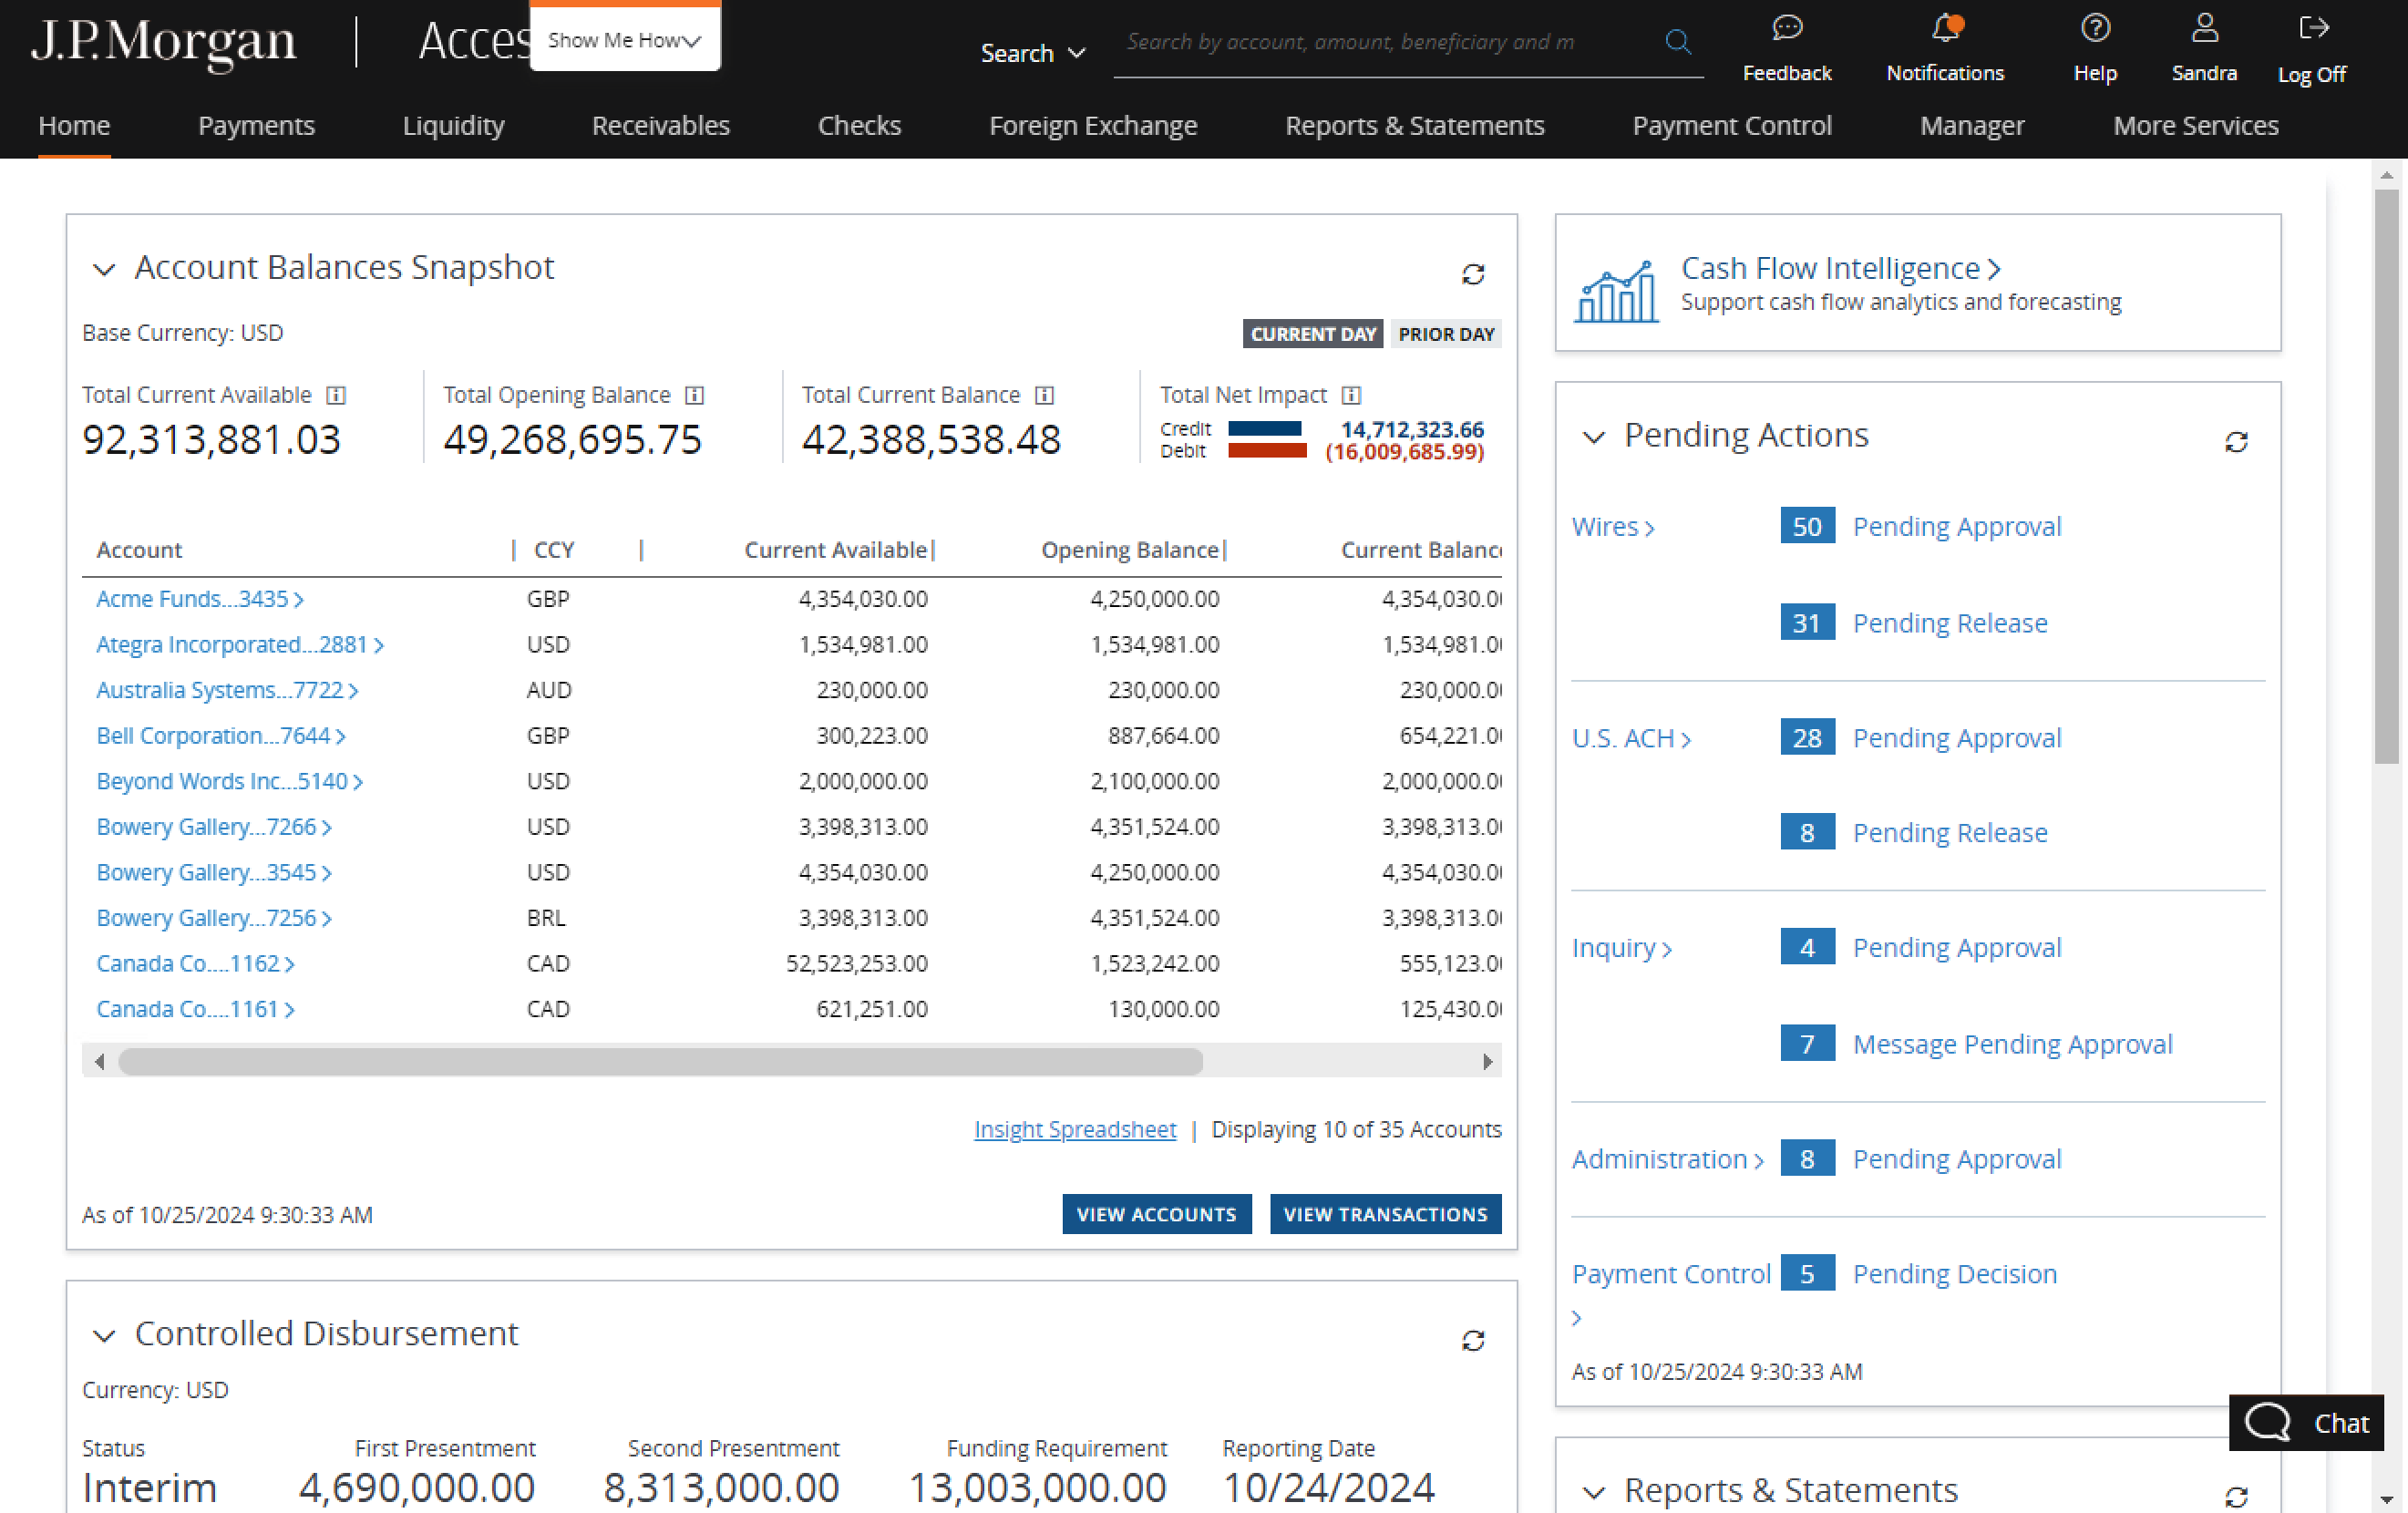 J.P.Morgan | Acces
Show Me How
Search
Search by account, amount, beneficiary and m
Feedback
Notifications
Help
Sandra
Log Off
Home
Payments
Liquidity
Receivables
Checks
Foreign Exchange
Reports & Statements
Payment Control
Manager
More Services
Account Balances Snapshot
Base Currency: USD
CURRENT DAY
PRIOR DAY
Total Current Available
92,313,881.03
Total Opening Balance
49,268,695.75
Total Current Balance
42,388,538.48
Total Net Impact
Credit 14,712,323.66
Debit (16,009,685.99)
Account | CCY | Current Available | Opening Balance | Current Balanc
Acme Funds...3435 > GBP 4,354,030.00 4,250,000.00 4,354,030.0
Ategra Incorporated...2881 > USD 1,534,981.00 1,534,981.00 1,534,981.0
Australia Systems...7722 > AUD 230,000.00 230,000.00 230,000.0
Bell Corporation...7644 > GBP 300,223.00 887,664.00 654,221.0
Beyond Words Inc...5140 > USD 2,000,000.00 2,100,000.00 2,000,000.0
Bowery Gallery...7266 > USD 3,398,313.00 4,351,524.00 3,398,313.0
Bowery Gallery...3545 > USD 4,354,030.00 4,250,000.00 4,354,030.0
Bowery Gallery...7256 > BRL 3,398,313.00 4,351,524.00 3,398,313.0
Canada Co....1162 > CAD 52,523,253.00 1,523,242.00 555,123.0
Canada Co....1161 > CAD 621,251.00 130,000.00 125,430.0
Insight Spreadsheet | Displaying 10 of 35 Accounts
As of 10/25/2024 9:30:33 AM
VIEW ACCOUNTS
VIEW TRANSACTIONS
Controlled Disbursement
Currency: USD
Status
Interim
First Presentment
4,690,000.00
Second Presentment
8,313,000.00
Funding Requirement
13,003,000.00
Reporting Date
10/24/2024
Cash Flow Intelligence >
Support cash flow analytics and forecasting
Pending Actions
Wires > 50 Pending Approval
31 Pending Release
U.S. ACH > 28 Pending Approval
8 Pending Release
Inquiry > 4 Pending Approval
7 Message Pending Approval
Administration > 8 Pending Approval
Payment Control > 5 Pending Decision
As of 10/25/2024 9:30:33 AM
Chat
Reports & Statements